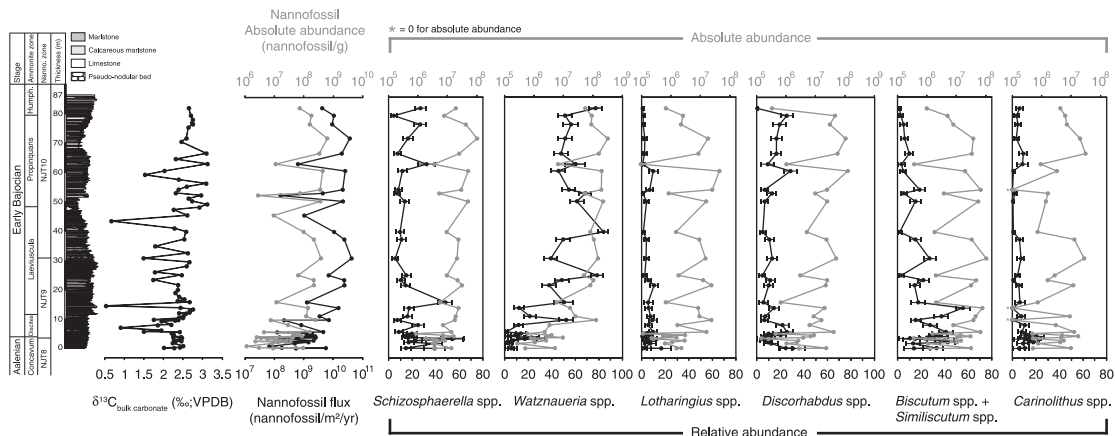 Marlstone
Calcareous marlstone
Limestone
Pseudo-nodular bed
Nannofossil
Absolute abundance
(nannofossil/g)
* = 0 for absolute abundance
Absolute abundance
Stage
Ammonite zone
Nanno. zone
Thickness (m)
10⁶ 10⁷ 10⁸ 10⁹ 10¹⁰
10⁵ 10⁶ 10⁷ 10⁸
10⁵ 10⁶ 10⁷ 10⁸ 10⁹
10⁵ 10⁶ 10⁷ 10⁸
10⁵ 10⁶ 10⁷ 10⁸ 10⁹
10⁵ 10⁶ 10⁷ 10⁸
10⁵ 10⁶ 10⁷ 10⁸
Early Bajocian
Aalenian
Humph.
Propinquans
Laeviuscula
Discites
Concavum
NJT10
NJT9
NJT8
87
80
70
60
50
40
30
20
10
0
0.5 1 1.5 2 2.5 3 3.5
δ¹³C bulk carbonate (‰;VPDB)
10⁷ 10⁸ 10⁹ 10¹⁰ 10¹¹
Nannofossil flux
(nannofossil/m²/yr)
0 20 40 60 80
Schizosphaerella spp.
0 20 40 60 80 100
Watznaueria spp.
0 20 40 60 80
Lotharingius spp.
0 20 40 60 80 100
Discorhabdus spp.
0 20 40 60 80
Biscutum spp. +
Similiscutum spp.
0 20 40 60 80
Carinolithus spp.
Relative abundance